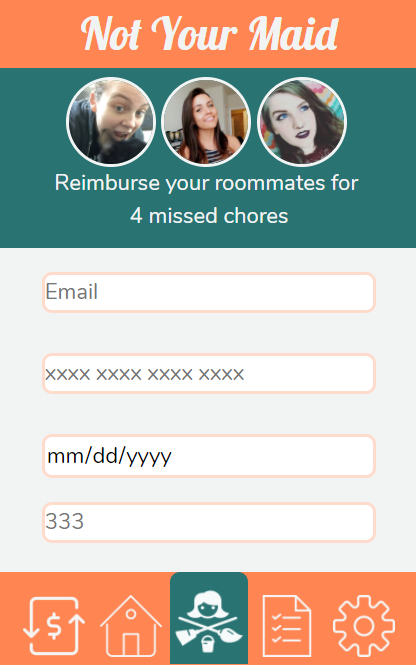 Not Your Maid
Reimburse your roommates for
4 missed chores
Email
xxxx xxxx xxxx xxxx
mm/dd/yyyy
333
$